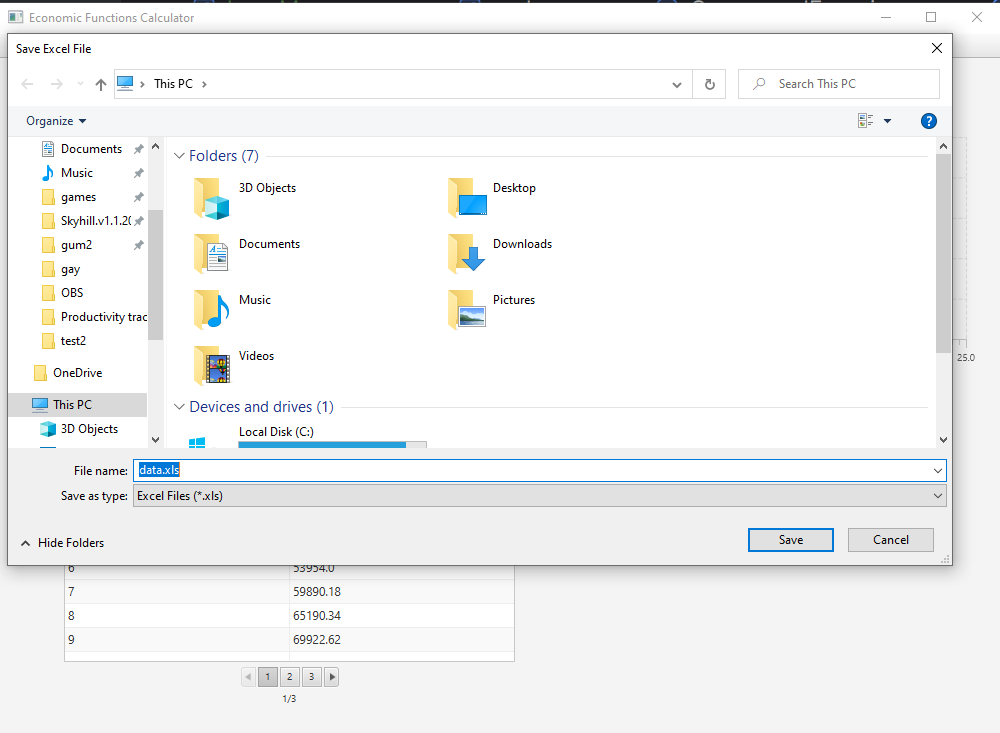 Economic Functions Calculator
Save Excel File
This PC
Search This PC
Organize
Documents
Music
games
Skyhill.v1.1.20
gum2
gay
OBS
Productivity trac
test2
OneDrive
This PC
3D Objects
Folders (7)
3D Objects
Desktop
Documents
Downloads
Music
Pictures
Videos
Devices and drives (1)
Local Disk (C:)
25.0
File name: data.xls
Save as type: Excel Files (*.xls)
Hide Folders
Save
Cancel
6 53954.0
7 59890.18
8 65190.34
9 69922.62
1 2 3
1/3